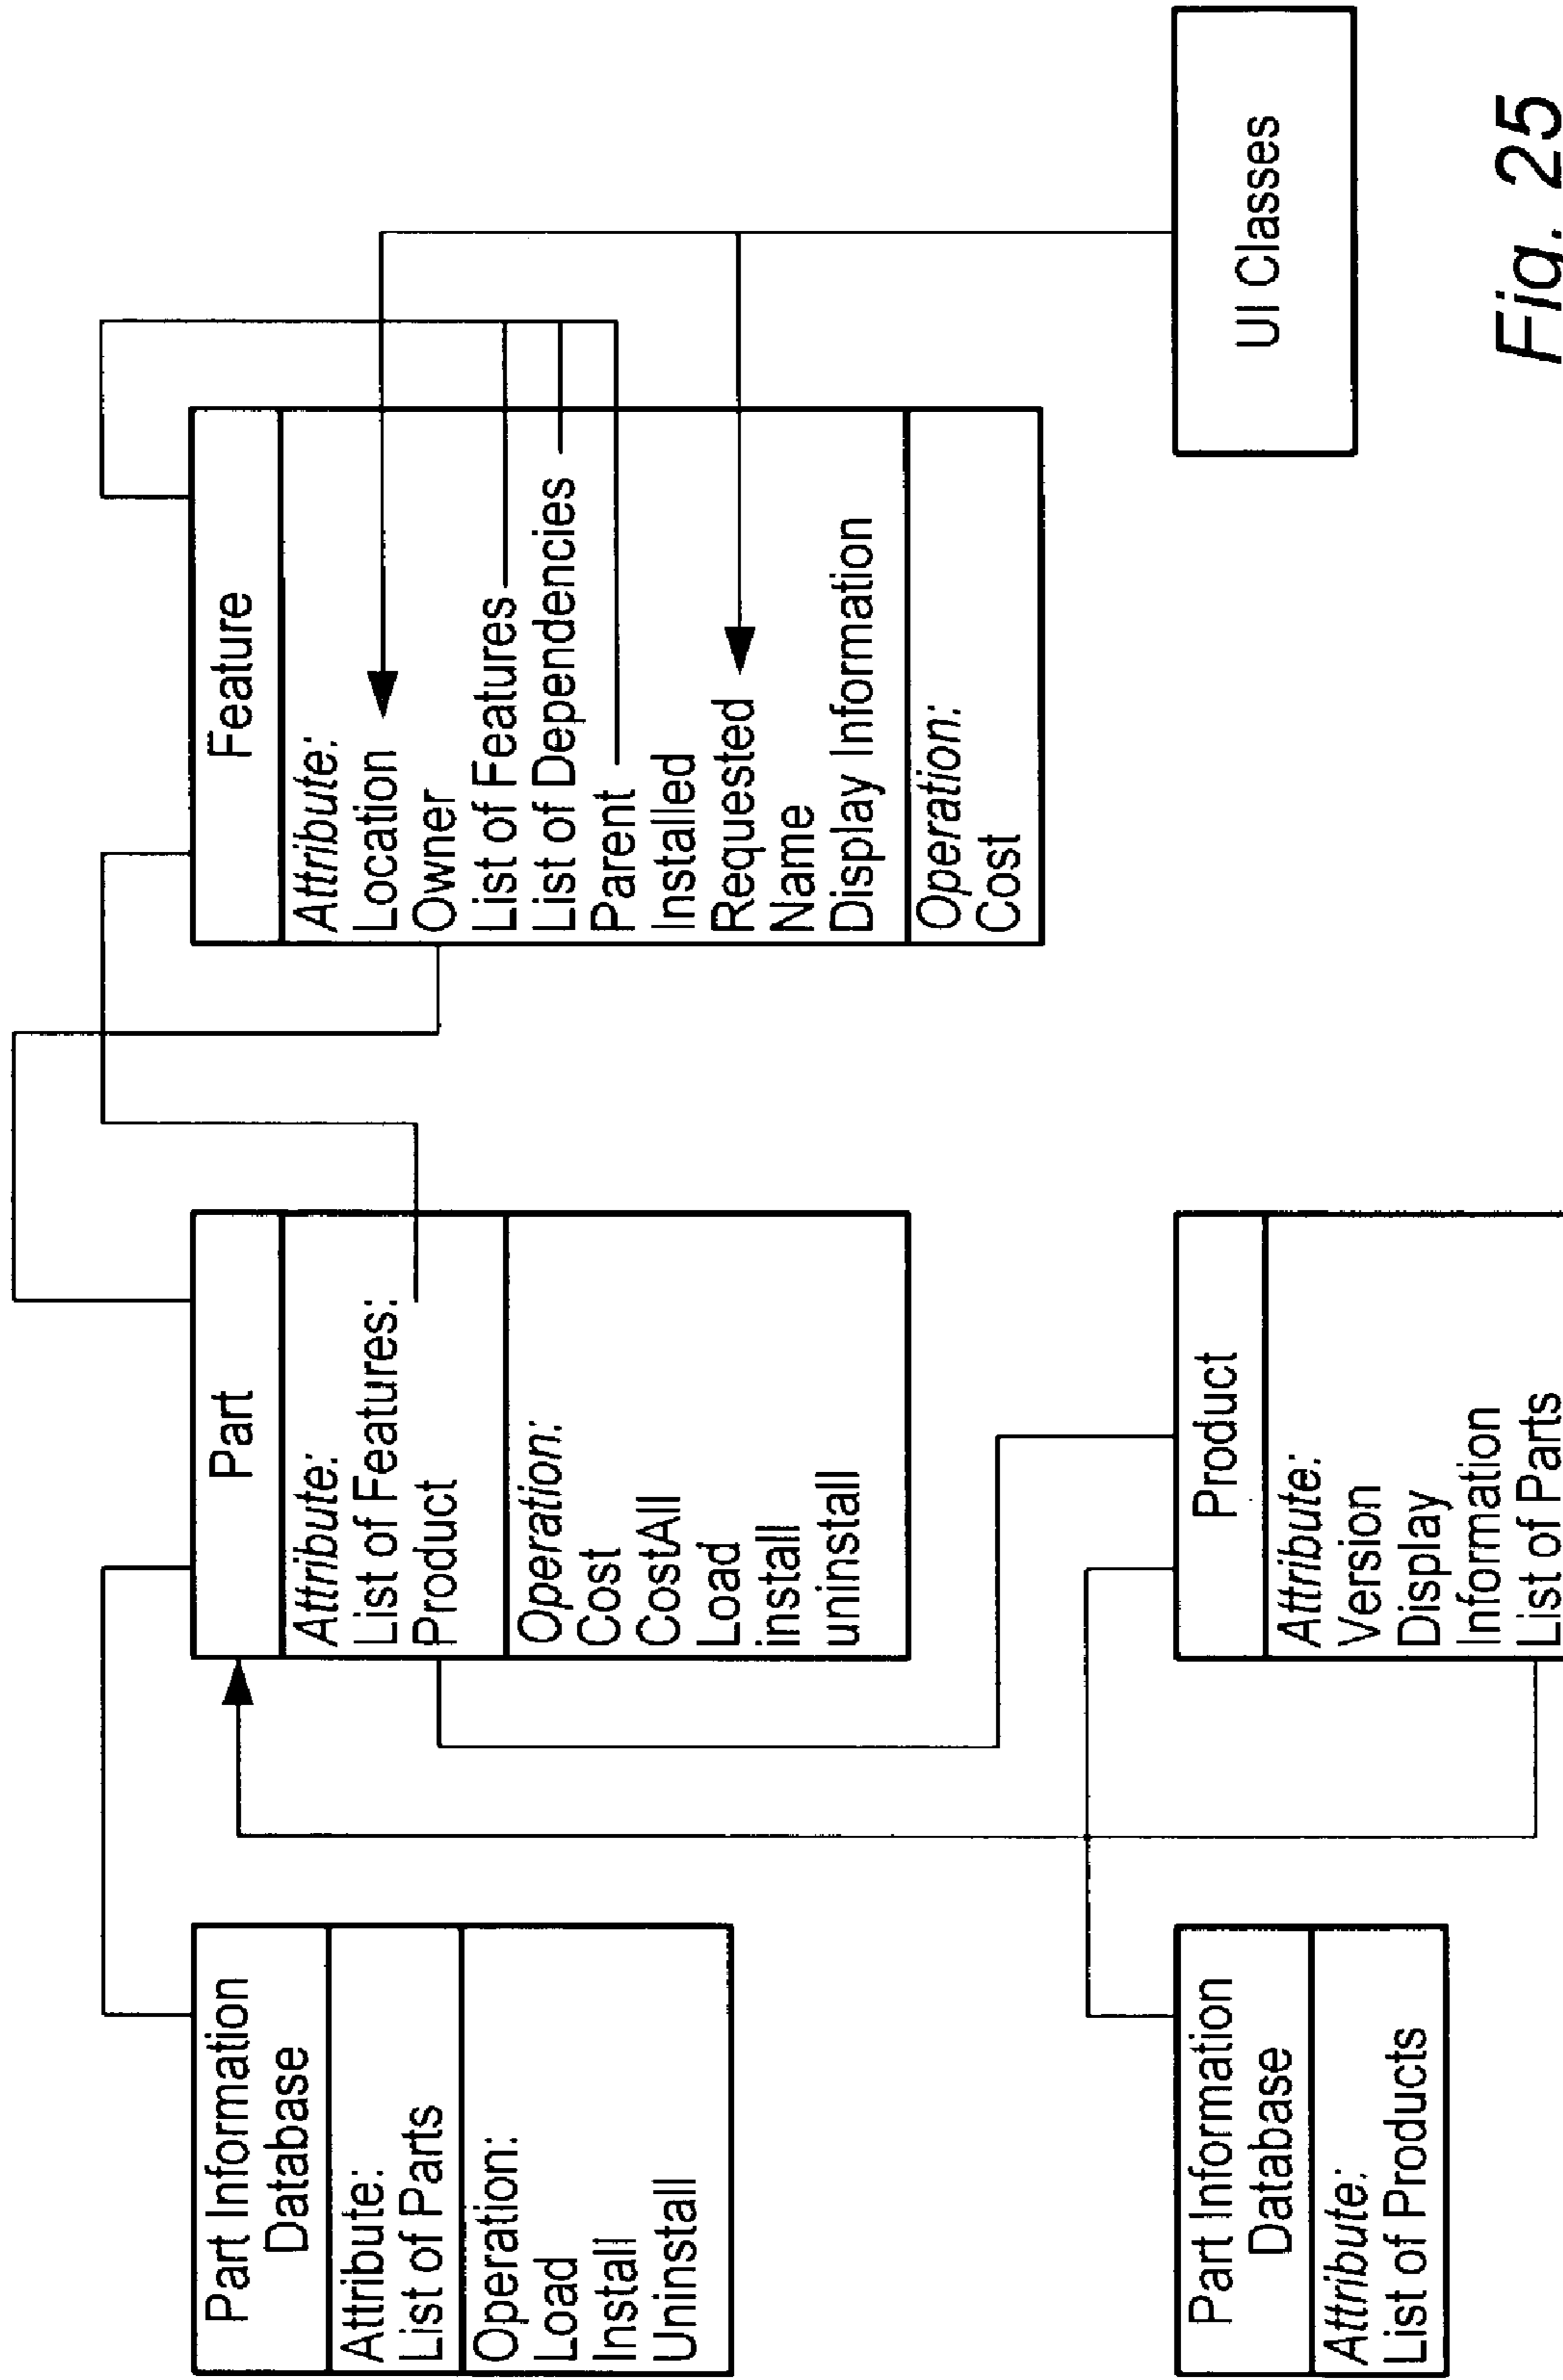 Part Information
Database
Attribute:
List of Parts
Operation:
Load
Install
Uninstall
Part
Attribute:
List of Features:
Product
Operation:
Cost
CostAll
Load
install
uninstall
Feature
Attribute:
Location
Owner
List of Features
List of Dependencies
Parent
Installed
Requested
Name
Display Information
Operation:
Cost
Part Information
Database
Attribute:
List of Products
Product
Attribute:
Version
Display
Information
List of Parts
UI Classes
Fig. 25